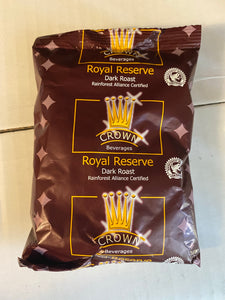 CROWN
Beverages
Royal Reserve
Dark Roast
Rainforest Alliance Certified
CROWN
Beverages
Royal Reserve
Dark Roast
Rainforest Alliance Certified
CROWN
Beverages